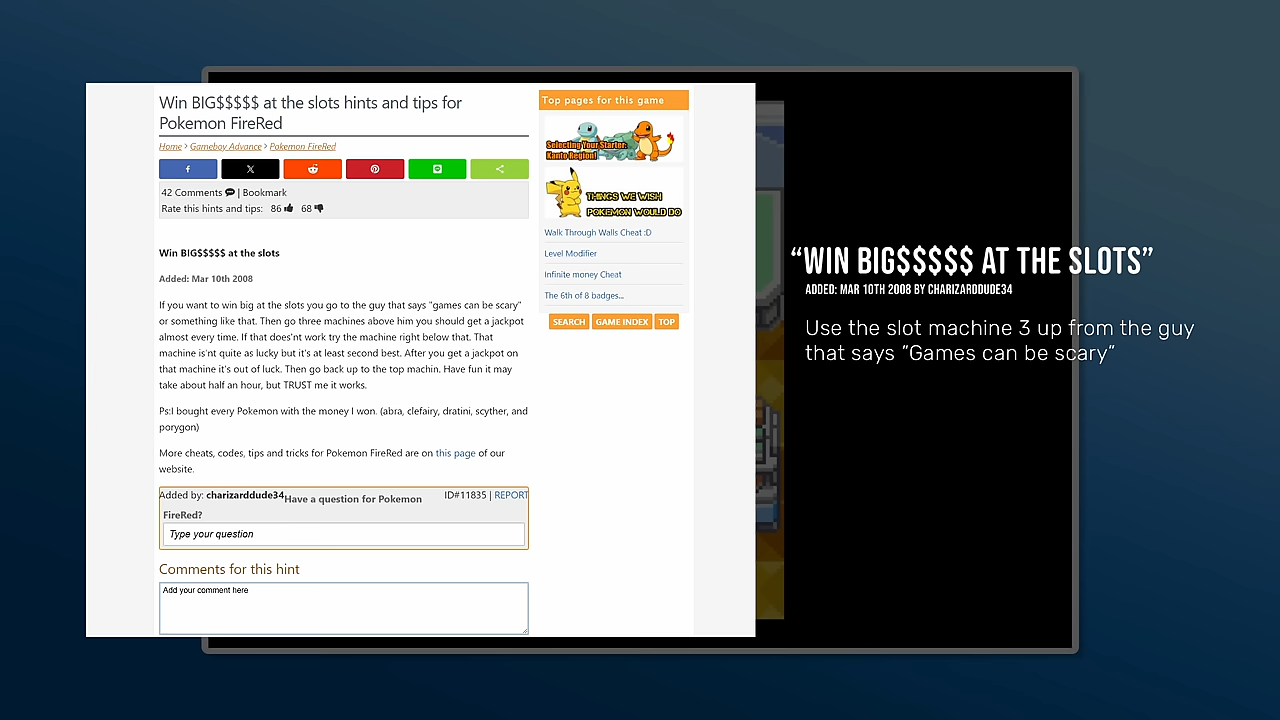 Win BIG$$$$$ at the slots hints and tips for
Pokemon FireRed
Home > Gameboy Advance > Pokemon FireRed
42 Comments | Bookmark
Rate this hints and tips: 86 68
Win BIG$$$$$ at the slots
Added: Mar 10th 2008
If you want to win big at the slots you go to the guy that says "games can be scary"
or something like that. Then go three machines above him you should get a jackpot
almost every time. If that does'nt work try the machine right below that. That
machine is'nt quite as lucky but it's at least second best. After you get a jackpot on
that machine it's out of luck. Then go back up to the top machin. Have fun it may
take about half an hour, but TRUST me it works.
Ps:I bought every Pokemon with the money I won. (abra, clefairy, dratini, scyther, and
porygon)
More cheats, codes, tips and tricks for Pokemon FireRed are on this page of our
website.
Added by: charizarddude34 Have a question for Pokemon ID#11835 | REPORT
FireRed?
Type your question
Comments for this hint
Add your comment here
Top pages for this game
Selecting Your Starter:
Kanto Region!
THINGS WE WISH
POKEMON WOULD DO
Walk Through Walls Cheat :D
Level Modifier
Infinite money Cheat
The 6th of 8 badges...
SEARCH GAME INDEX TOP
“WIN BIG$$$$$ AT THE SLOTS”
ADDED: MAR 10TH 2008 BY CHARIZARDDUDE34
Use the slot machine 3 up from the guy
that says “Games can be scary”